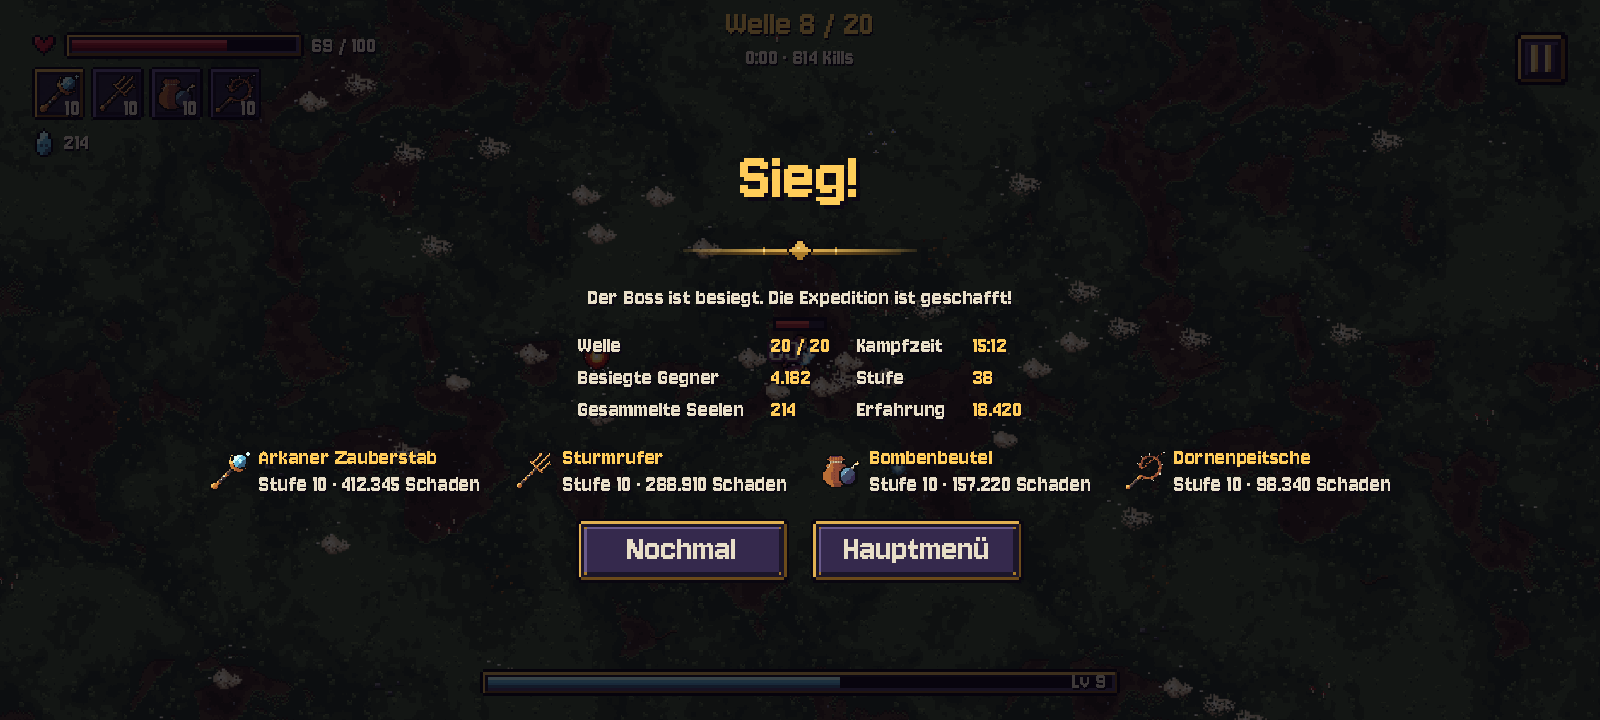 Welle 8 / 20
69 / 100
0:00 · 814 Kills
10 10 10 10
214
Sieg!
Der Boss ist besiegt. Die Expedition ist geschafft!
Welle 20 / 20 Kampfzeit 15:12
Besiegte Gegner 4.182 Stufe 38
Gesammelte Seelen 214 Erfahrung 18.420
Arkaner Zauberstab
Stufe 10 · 412.345 Schaden
Sturmrufer
Stufe 10 · 288.910 Schaden
Bombenbeutel
Stufe 10 · 157.220 Schaden
Dornenpeitsche
Stufe 10 · 98.340 Schaden
Nochmal
Hauptmenü
Lv 9